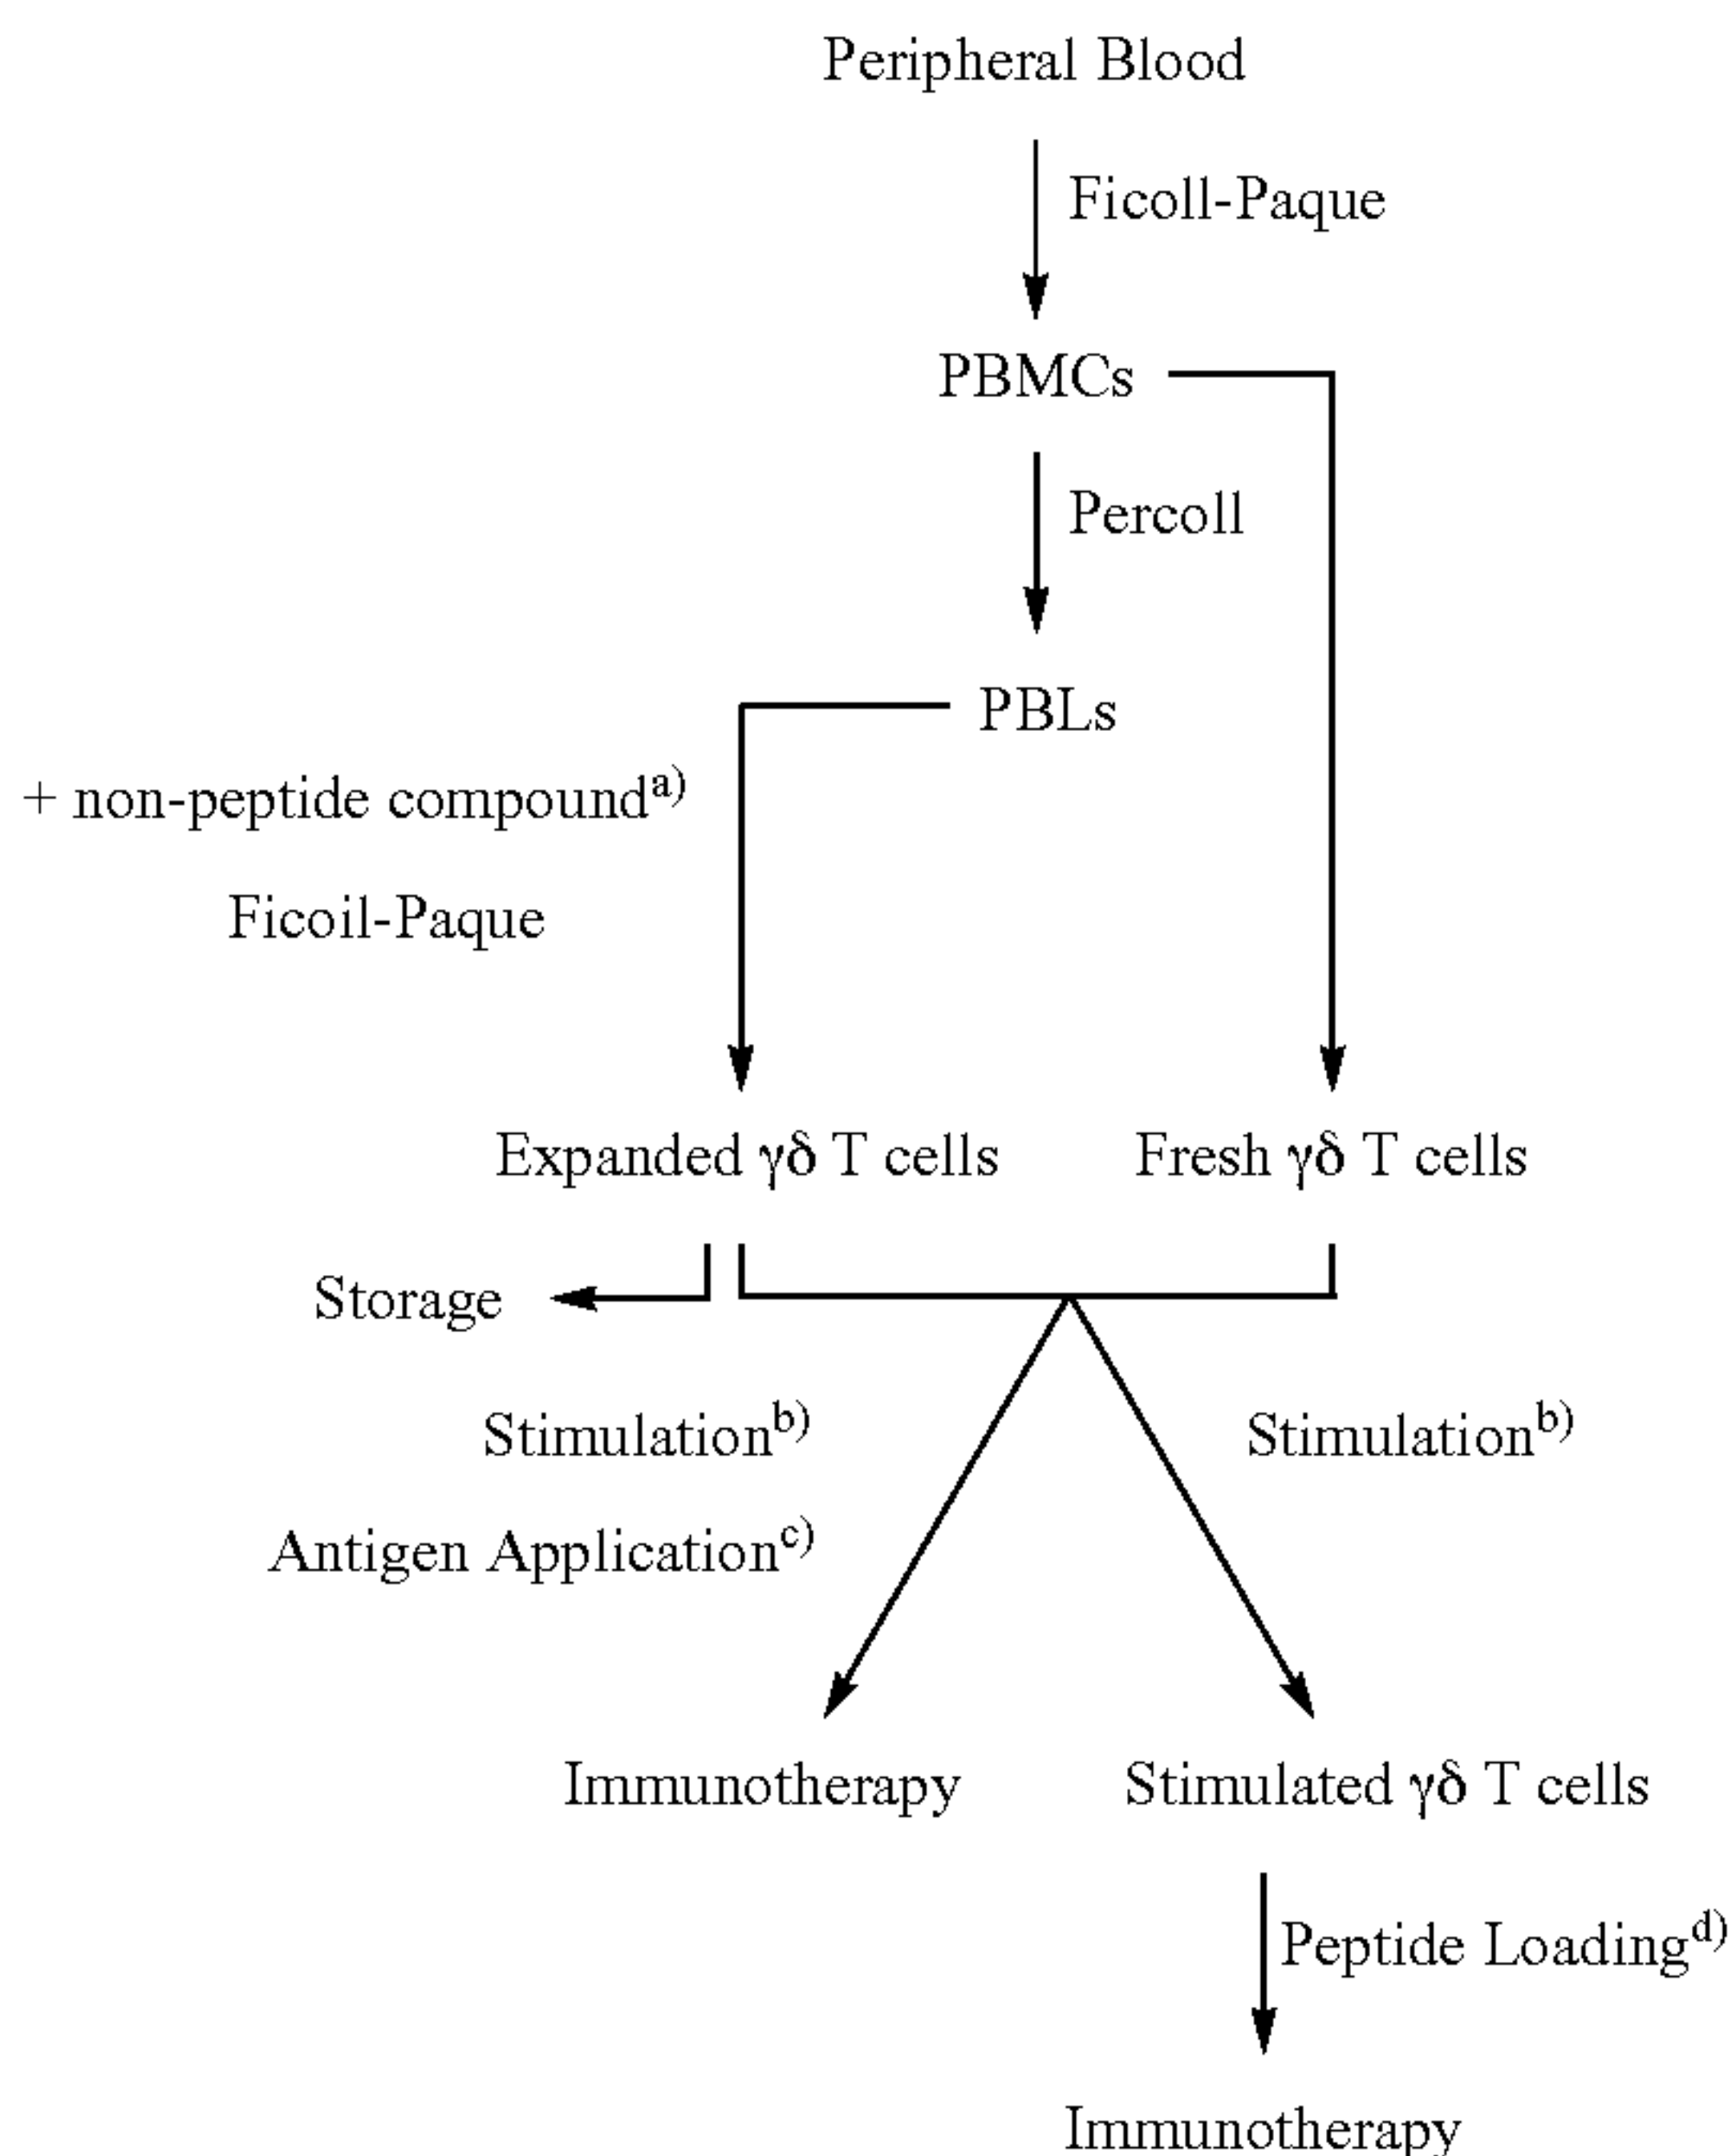 Peripheral Blood
Ficoll-Paque
PBMCs
Percoll
PBLs
+ non-peptide compound^a)
Ficoil-Paque
Expanded γδ T cells
Fresh γδ T cells
Storage
Stimulation^b)
Antigen Application^c)
Stimulation^b)
Immunotherapy
Stimulated γδ T cells
Peptide Loading^d)
Immunotherapy